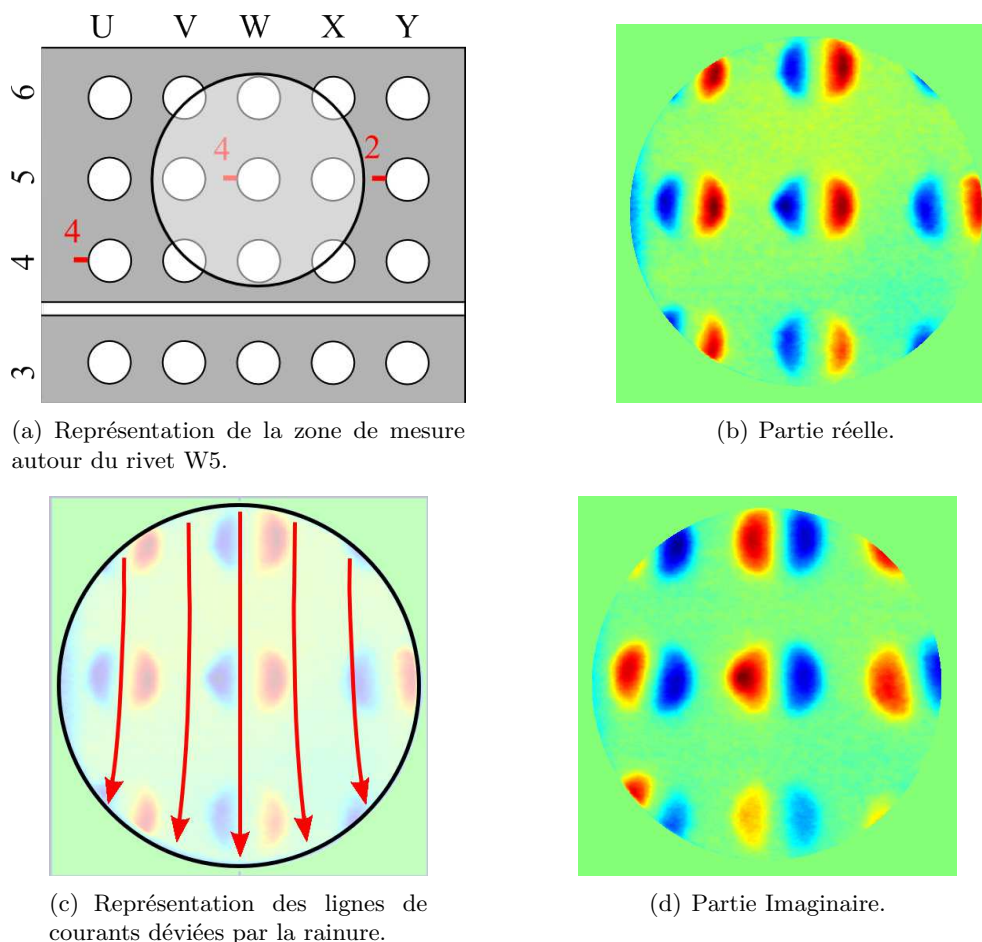 U V W X Y
6
5
4
3
4
2
4
(a) Représentation de la zone de mesure
autour du rivet W5.
(b) Partie réelle.
(c) Représentation des lignes de
courants déviées par la rainure.
(d) Partie Imaginaire.